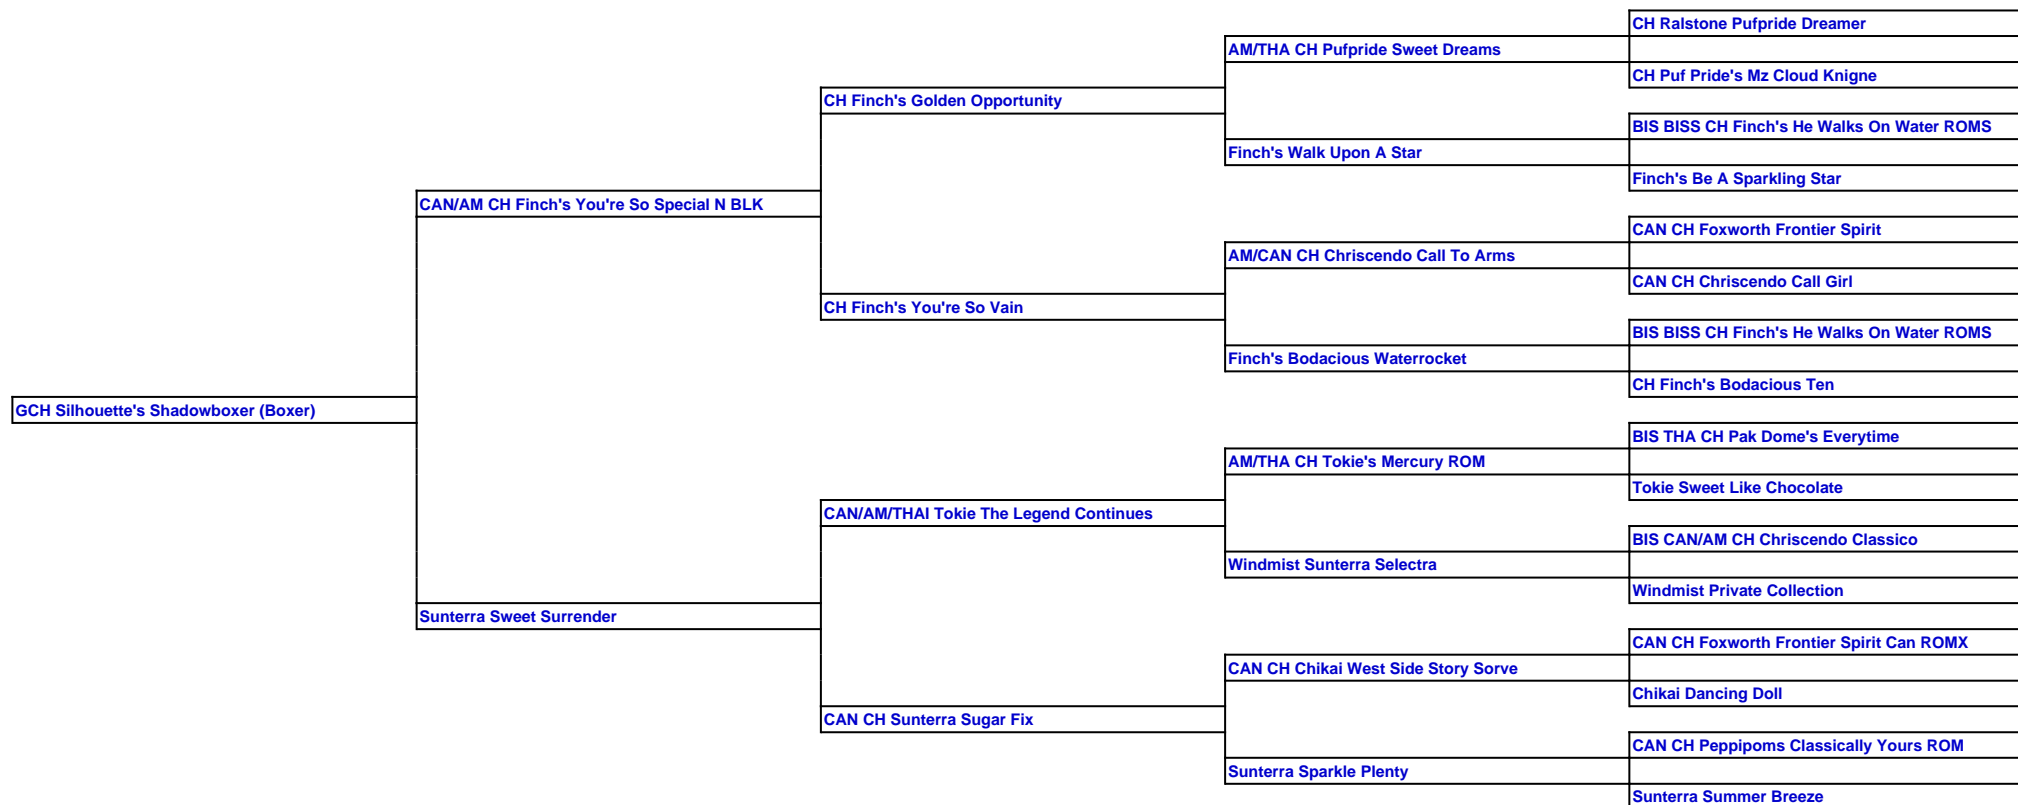 CH Ralstone Pufpride Dreamer
AM/THA CH Pufpride Sweet Dreams
CH Puf Pride's Mz Cloud Knigne
CH Finch's Golden Opportunity
BIS BISS CH Finch's He Walks On Water ROMS
Finch's Walk Upon A Star
Finch's Be A Sparkling Star
CAN/AM CH Finch's You're So Special N BLK
CAN CH Foxworth Frontier Spirit
AM/CAN CH Chriscendo Call To Arms
CAN CH Chriscendo Call Girl
CH Finch's You're So Vain
BIS BISS CH Finch's He Walks On Water ROMS
Finch's Bodacious Waterrocket
CH Finch's Bodacious Ten
GCH Silhouette's Shadowboxer (Boxer)
BIS THA CH Pak Dome's Everytime
AM/THA CH Tokie's Mercury ROM
Tokie Sweet Like Chocolate
CAN/AM/THAI Tokie The Legend Continues
BIS CAN/AM CH Chriscendo Classico
Windmist Sunterra Selectra
Windmist Private Collection
Sunterra Sweet Surrender
CAN CH Foxworth Frontier Spirit Can ROMX
CAN CH Chikai West Side Story Sorve
Chikai Dancing Doll
CAN CH Sunterra Sugar Fix
CAN CH Peppipoms Classically Yours ROM
Sunterra Sparkle Plenty
Sunterra Summer Breeze